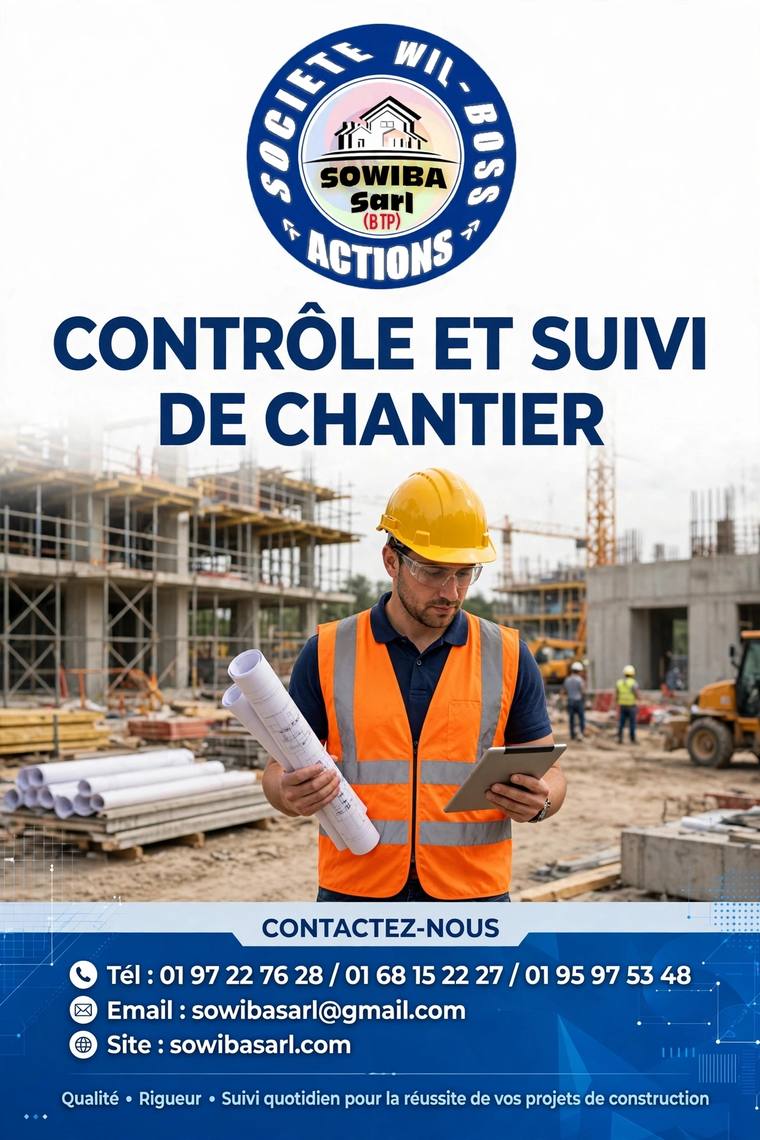 SOCIETE WIL-BOSS
SOWIBA
Sarl
(BTP)
« ACTIONS »
CONTRÔLE ET SUIVI
DE CHANTIER
CONTACTEZ-NOUS
Tél : 01 97 22 76 28 / 01 68 15 22 27 / 01 95 97 53 48
Email : sowibasarl@gmail.com
Site : sowibasarl.com
Qualité • Rigueur • Suivi quotidien pour la réussite de vos projets de construction